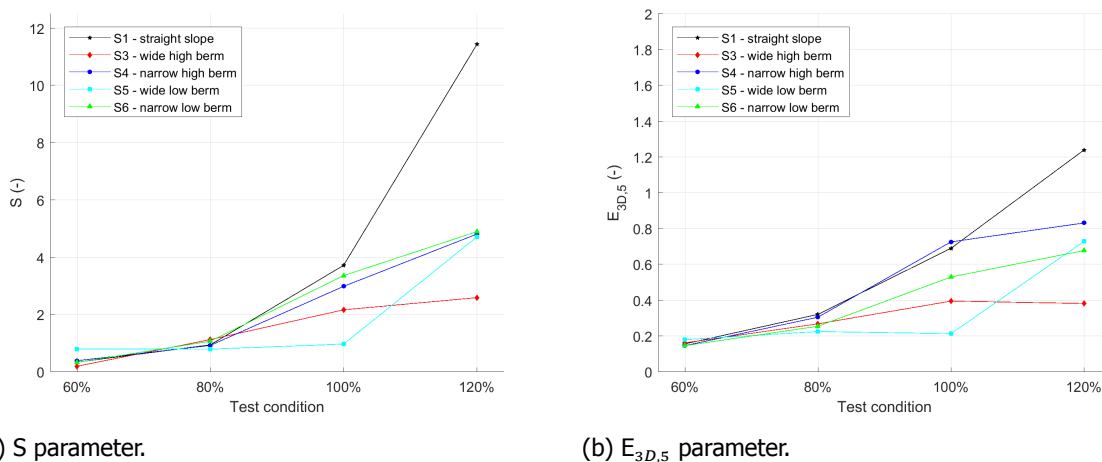 12
10
8
6
4
2
0
S (-)
60%
80%
100%
120%
Test condition
S1 - straight slope
S3 - wide high berm
S4 - narrow high berm
S5 - wide low berm
S6 - narrow low berm
) S parameter.
2
1.8
1.6
1.4
1.2
1
0.8
0.6
0.4
0.2
0
E3D,5 (-)
60%
80%
100%
120%
Test condition
S1 - straight slope
S3 - wide high berm
S4 - narrow high berm
S5 - wide low berm
S6 - narrow low berm
(b) E3D,5 parameter.